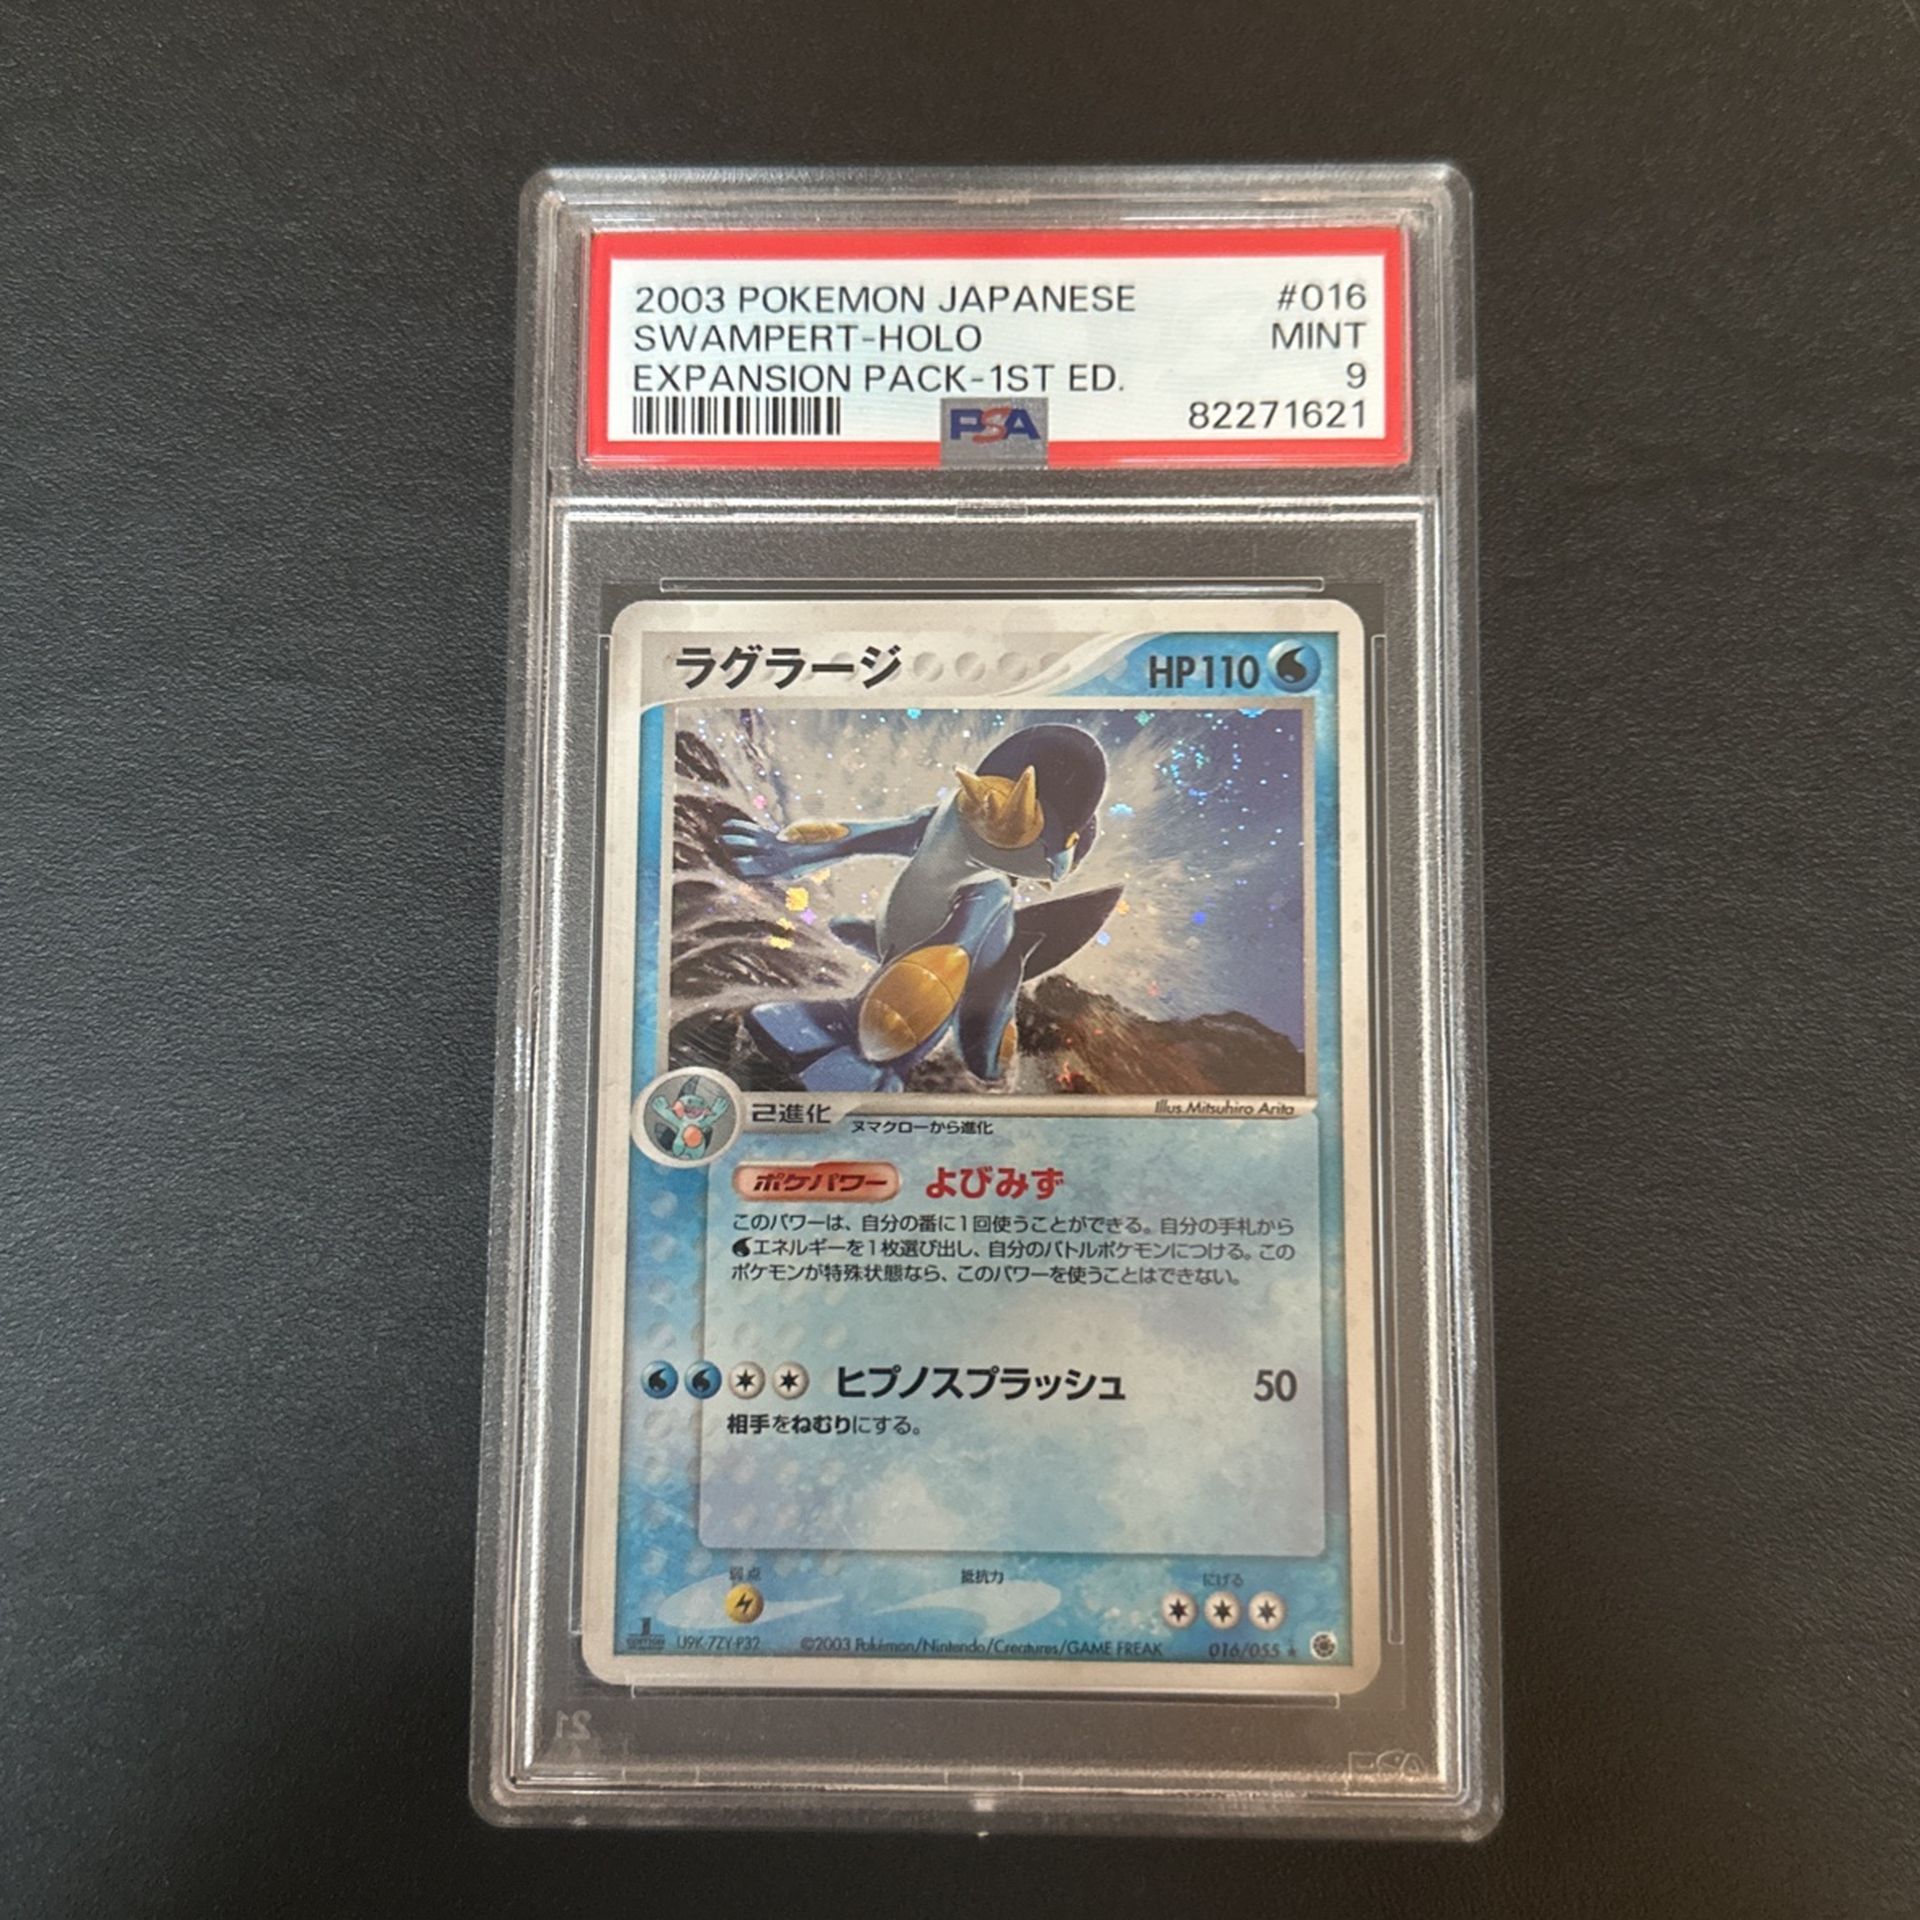 2003 POKEMON JAPANESE #016
SWAMPERT-HOLO MINT
EXPANSION PACK-1ST ED. 9
PSA 82271621
ラグラージ HP110
2進化 Illus.Mitsuhiro Arita
ヌマクローから進化
ポケパワー よびみず
このパワーは、自分の番に1回使うことができる。自分の手札から
エネルギーを1枚選び出し、自分のバトルポケモンにつける。この
ポケモンが特殊状態なら、このパワーを使うことはできない。
ヒプノスプラッシュ 50
相手をねむりにする。
弱点 抵抗力 にげる
1 EDITION U9K-7ZY-P32 ©2003 Pokémon/Nintendo/Creatures/GAME FREAK 016/055 ★
21 PSA